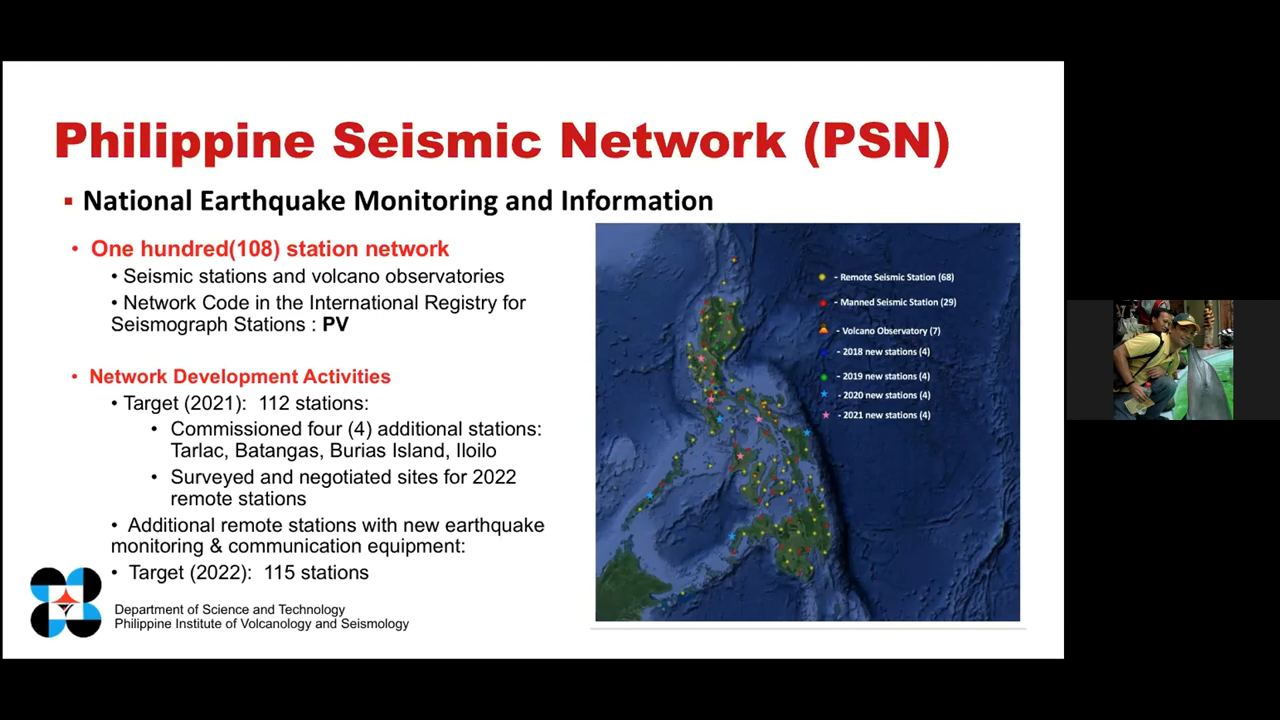 Philippine Seismic Network (PSN)
▪ National Earthquake Monitoring and Information
• One hundred(108) station network
• Seismic stations and volcano observatories
• Network Code in the International Registry for
Seismograph Stations : PV
• Network Development Activities
• Target (2021): 112 stations:
• Commissioned four (4) additional stations:
Tarlac, Batangas, Burias Island, Iloilo
• Surveyed and negotiated sites for 2022
remote stations
• Additional remote stations with new earthquake
monitoring & communication equipment:
• Target (2022): 115 stations
Department of Science and Technology
Philippine Institute of Volcanology and Seismology
- Remote Seismic Station (68)
- Manned Seismic Station (29)
- Volcano Observatory (7)
- 2018 new stations (4)
- 2019 new stations (4)
- 2020 new stations (4)
- 2021 new stations (4)